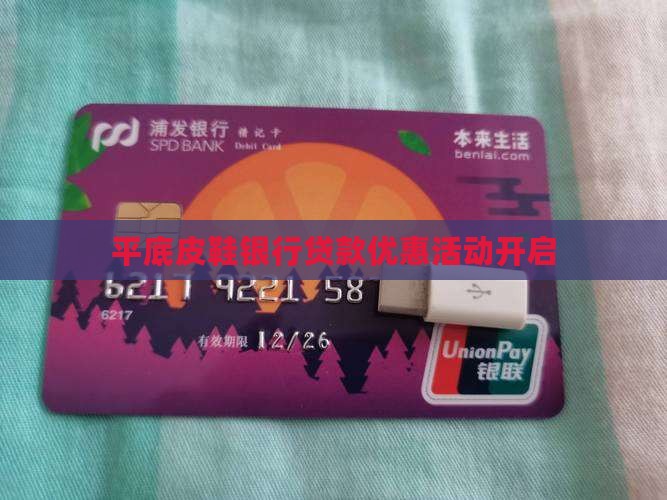 浦发银行 借记卡
SPD BANK Debit Card
本来生活
benlai.com
平底皮鞋银行贷款优惠活动开启
6217 9221 58
6217
有效期限 12/26
UnionPay
银联